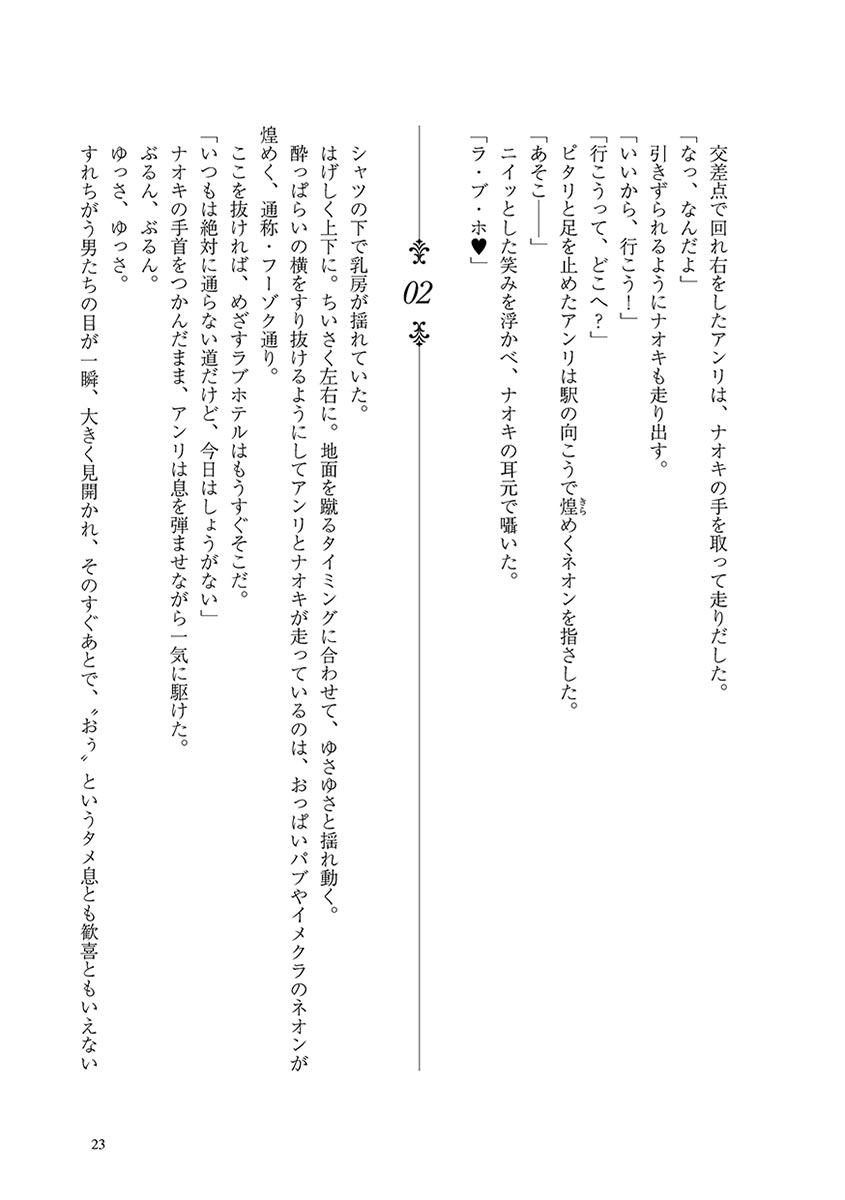 交差点で回れ右をしたアンリは、ナオキの手を取って走りだした。
「なっ、なんだよ」
引きずられるようにナオキも走り出す。
「いいから、行こう！」
「行こうって、どこへ？」
ピタリと足を止めたアンリは駅の向こうで煌めくネオンを指さした。
きら
「あそこ――」
ニイッとした笑みを浮かべ、ナオキの耳元で囁いた。
「ラ・ブ・ホ♥」
02
シャツの下で乳房が揺れていた。
はげしく上下に。ちいさく左右に。地面を蹴るタイミングに合わせて、ゆさゆさと揺れ動く。
酔っぱらいの横をすり抜けるようにしてアンリとナオキが走っているのは、おっぱいパブやイメクラのネオンが
煌めく、通称・フーゾク通り。
ここを抜ければ、めざすラブホテルはもうすぐそこだ。
「いつもは絶対に通らない道だけど、今日はしょうがない」
ナオキの手首をつかんだまま、アンリは息を弾ませながら一気に駆けた。
ぶるん、ぶるん。
ゆっさ、ゆっさ。
すれちがう男たちの目が一瞬、大きく見開かれ、そのすぐあとで、〝おぅ〟というタメ息とも歓喜ともいえない
23